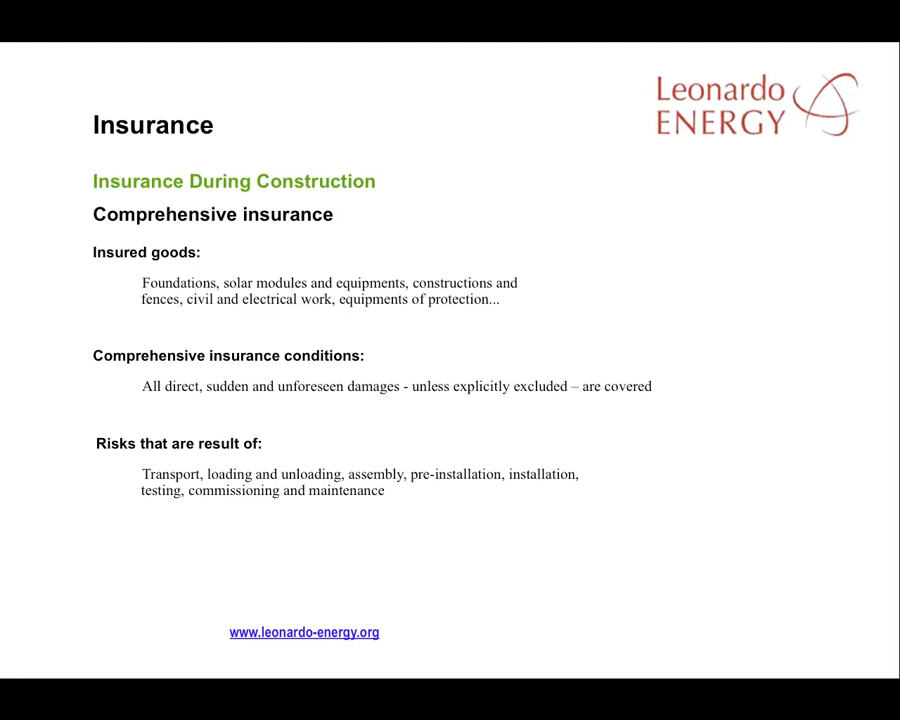 Leonardo
ENERGY
Insurance
Insurance During Construction
Comprehensive insurance
Insured goods:
Foundations, solar modules and equipments, constructions and
fences, civil and electrical work, equipments of protection...
Comprehensive insurance conditions:
All direct, sudden and unforeseen damages - unless explicitly excluded – are covered
Risks that are result of:
Transport, loading and unloading, assembly, pre-installation, installation,
testing, commissioning and maintenance
www.leonardo-energy.org